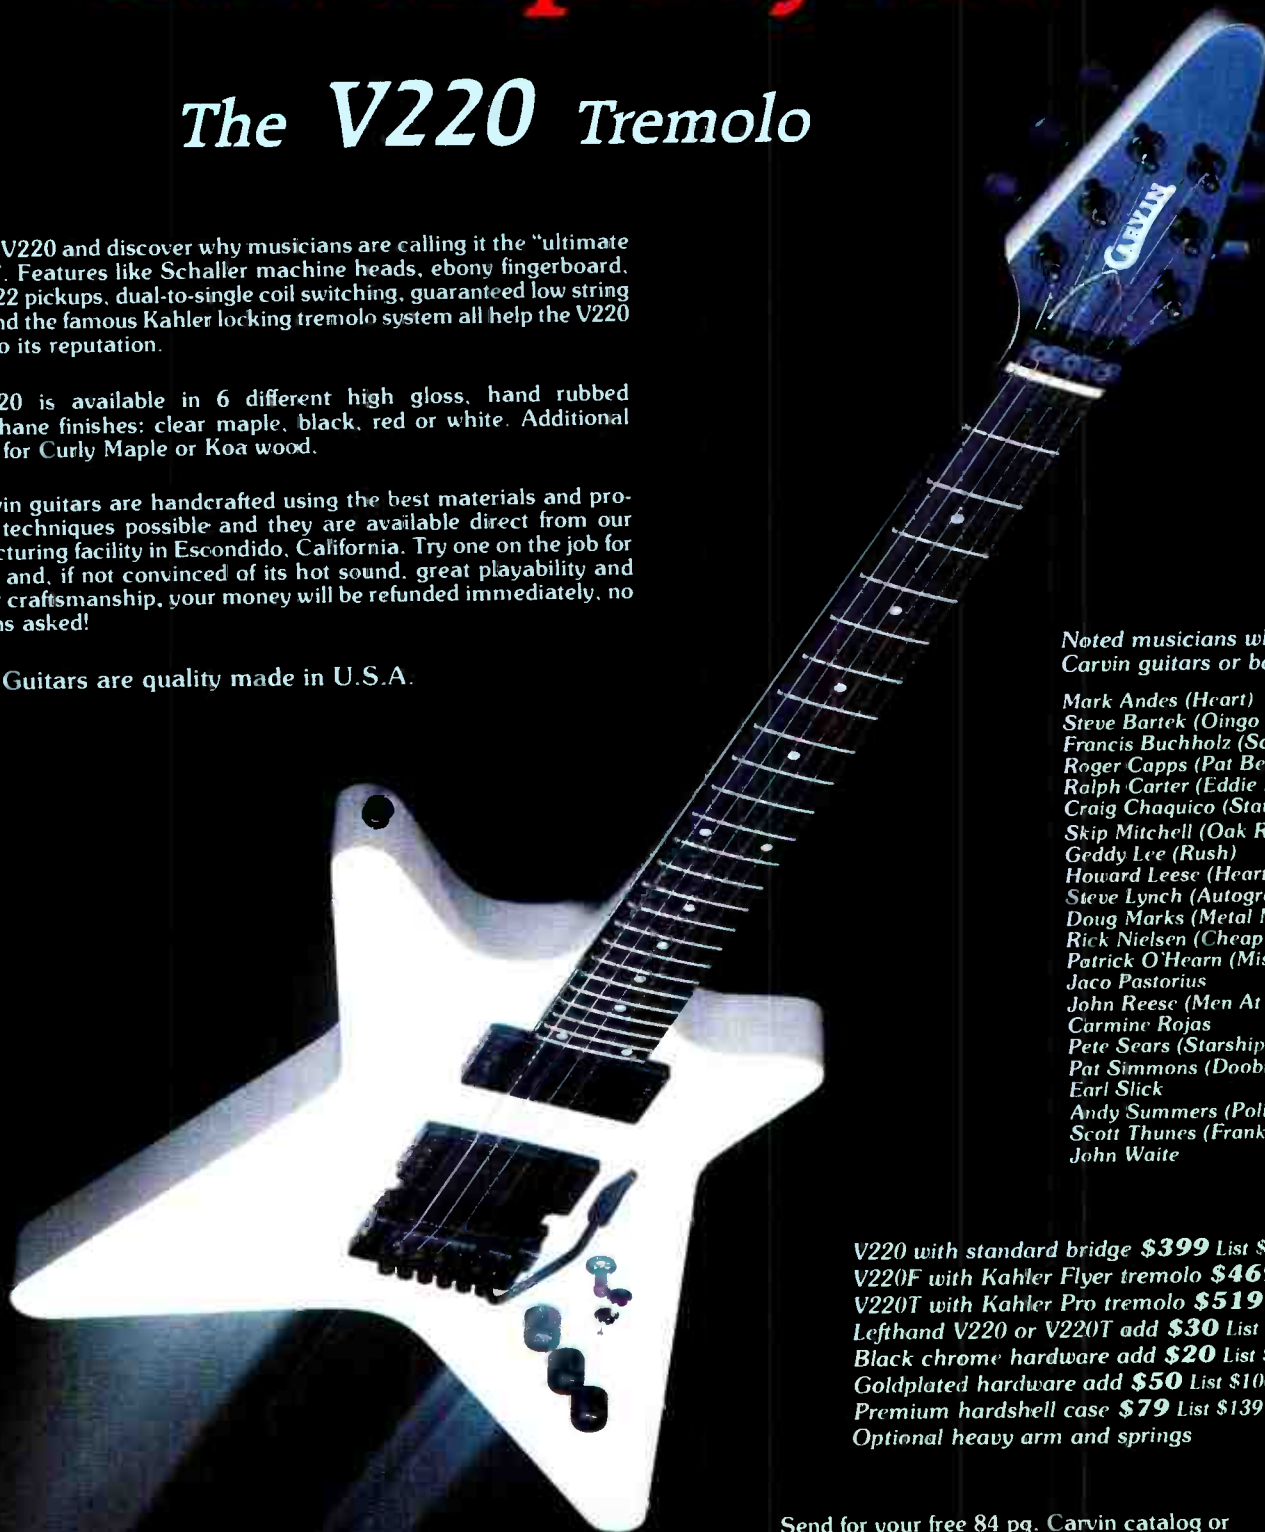 The V220 Tremolo
V220 and discover why musicians are calling it the “ultimate
. Features like Schaller machine heads, ebony fingerboard,
22 pickups, dual-to-single coil switching, guaranteed low string
nd the famous Kahler locking tremolo system all help the V220
o its reputation.
20 is available in 6 different high gloss, hand rubbed
hane finishes: clear maple, black, red or white. Additional
for Curly Maple or Koa wood.
vin guitars are handcrafted using the best materials and pro-
techniques possible and they are available direct from our
cturing facility in Escondido, California. Try one on the job for
and, if not convinced of its hot sound, great playability and
craftsmanship, your money will be refunded immediately, no
ns asked!
Guitars are quality made in U.S.A.
CARVIN
Noted musicians w
Carvin guitars or b
Mark Andes (Heart)
Steve Bartek (Oingo
Francis Buchholz (Sc
Roger Capps (Pat Be
Ralph Carter (Eddie
Craig Chaquico (Sta
Skip Mitchell (Oak R
Geddy Lee (Rush)
Howard Leese (Heart
Steve Lynch (Autogr
Doug Marks (Metal M
Rick Nielsen (Cheap
Patrick O'Hearn (Mis
Jaco Pastorius
John Reese (Men At
Carmine Rojas
Pete Sears (Starship
Pat Simmons (Doob
Earl Slick
Andy Summers (Poli
Scott Thunes (Frank
John Waite
V220 with standard bridge $399 List $
V220F with Kahler Flyer tremolo $46
V220T with Kahler Pro tremolo $519
Lefthand V220 or V220T add $30 List
Black chrome hardware add $20 List $
Goldplated hardware add $50 List $10
Premium hardshell case $79 List $139
Optional heavy arm and springs
Send for your free 84 pg. Carvin catalog or